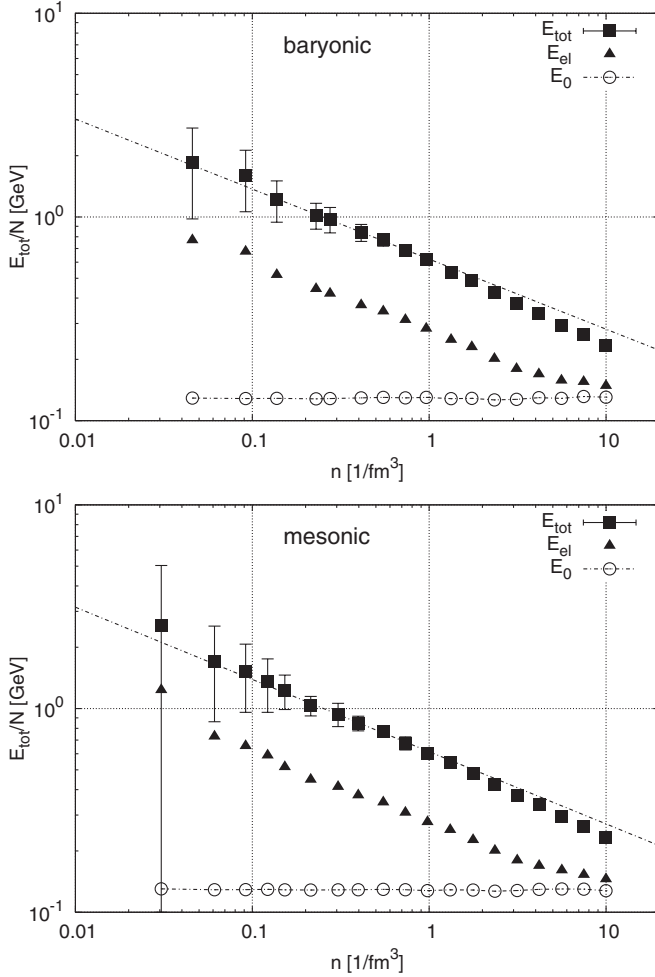 baryonic
E_tot
E_el
E_0
10^1
10^0
10^-1
E_tot/N [GeV]
0.01 0.1 1 10
n [1/fm^3]
mesonic
E_tot
E_el
E_0
10^1
10^0
10^-1
E_tot/N [GeV]
0.01 0.1 1 10
n [1/fm^3]